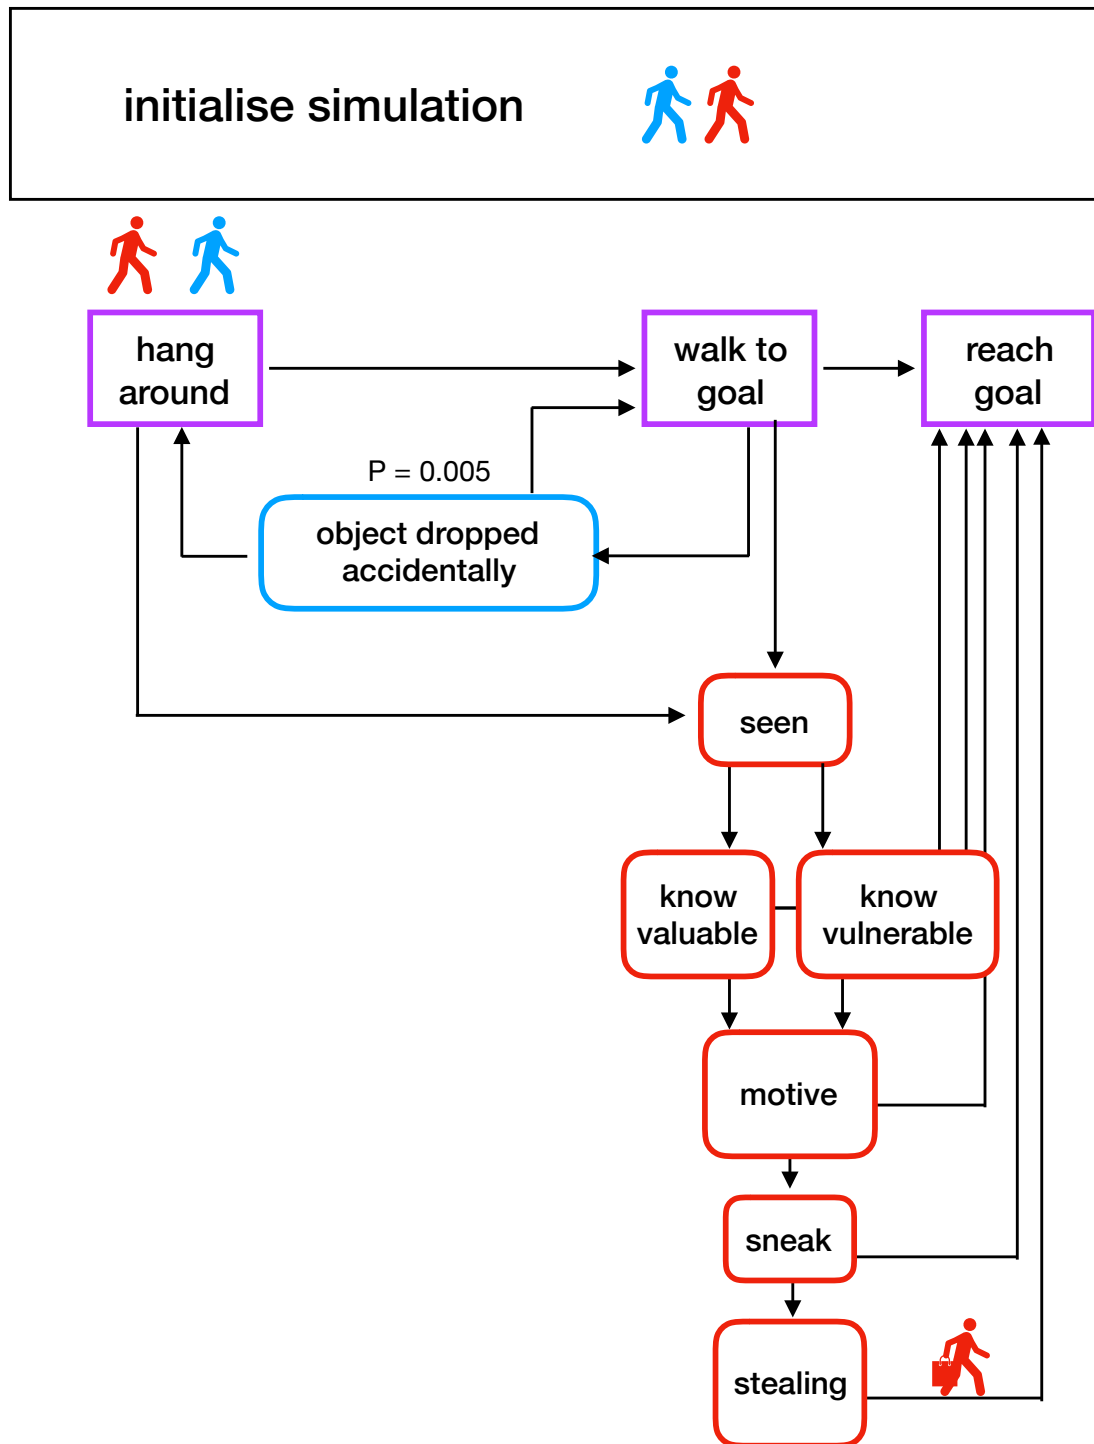 initialise simulation
hang
around
walk to
goal
reach
goal
P = 0.005
object dropped
accidentally
seen
know
valuable
know
vulnerable
motive
sneak
stealing